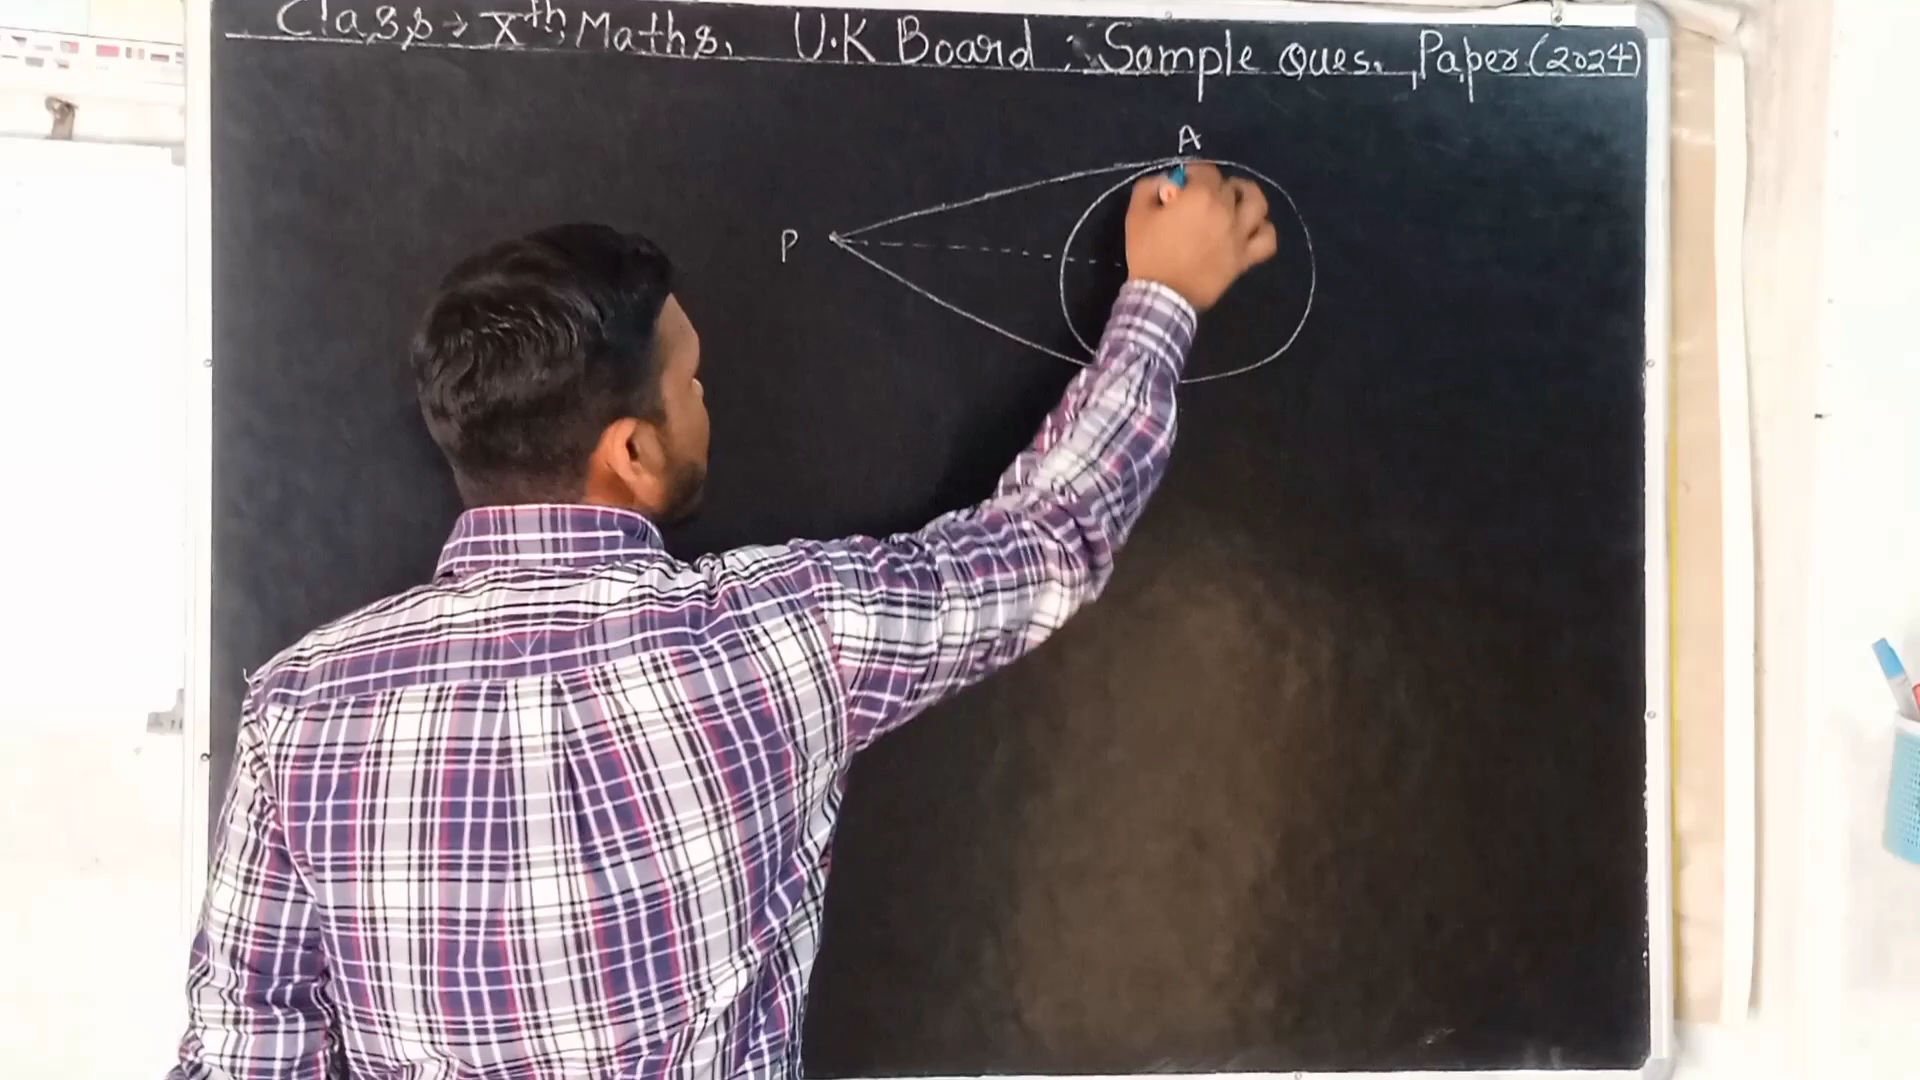 Class → Xth, Maths. U.K Board : Sample Ques. Paper (2024)
A
P